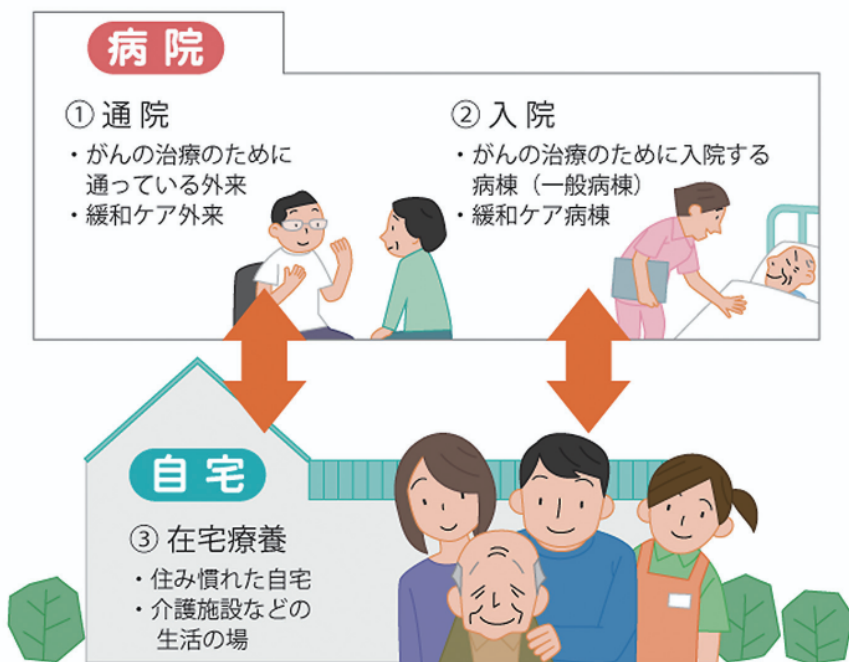 病院
① 通院
・がんの治療のために
通っている外来
・緩和ケア外来
② 入院
・がんの治療のために入院する
病棟（一般病棟）
・緩和ケア病棟
自宅
③ 在宅療養
・住み慣れた自宅
・介護施設などの
生活の場